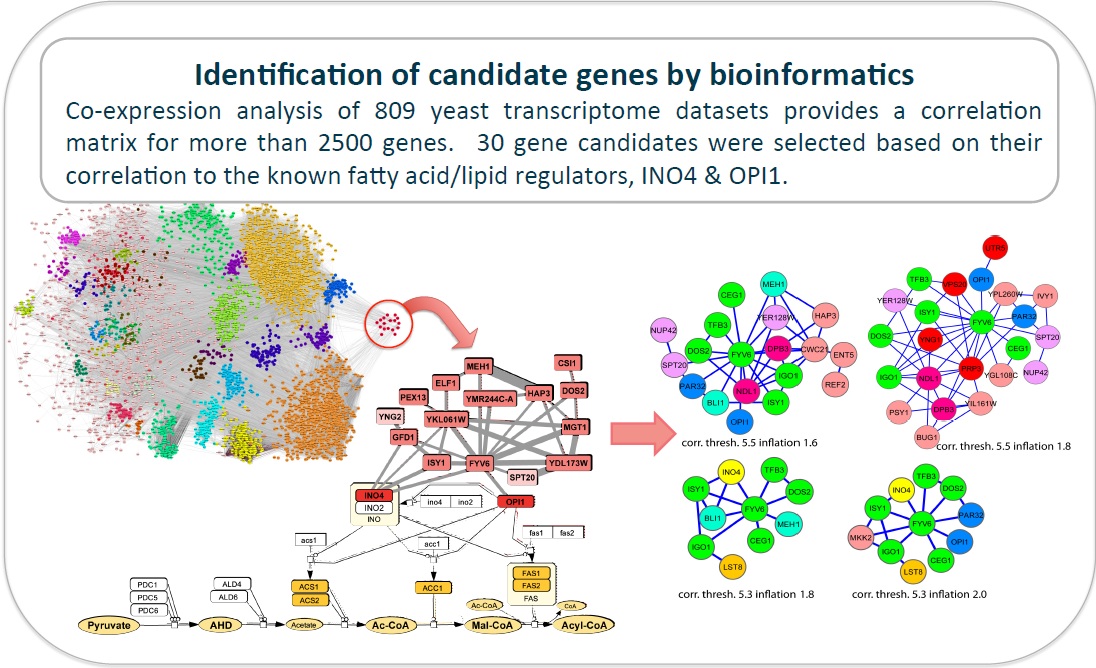 Identification of candidate genes by bioinformatics
Co-expression analysis of 809 yeast transcriptome datasets provides a correlation
matrix for more than 2500 genes. 30 gene candidates were selected based on their
correlation to the known fatty acid/lipid regulators, INO4 & OPI1.
MEH1
CSI1
ELF1
DOS2
PEX13
YMR244C-A
HAP3
YNG2
YKL061W
MGT1
GFD1
ISY1
FYV6
YDL173W
SPT20
INO4
INO2
INO
ino4
ino2
OPI1
acs1
acc1
fas1
fas2
PDC1
PDC5
PDC6
ALD4
ALD6
ACS1
ACS2
ACC1
FAS1
FAS2
FAS
Ac-CoA
CoA
Pyruvate
AHD
Acetate
Ac-CoA
Mal-CoA
Acyl-CoA
CEG1
MEH1
NUP42
TFB3
YER128W
HAP3
SPT20
DOS2
FYV6
DPB3
CWC21
ENT5
PAR32
NDL1
IGO1
REF2
BLI1
ISY1
OPI1
corr. thresh. 5.5 inflation 1.6
UTR5
TFB3
VPS20
OPI1
YPL260W
IVY1
YER128W
ISY1
FYV6
PAR32
DOS2
YNG1
CEG1
SPT20
IGO1
NDL1
YGL108C
NUP42
PSY1
DPB3
YIL161W
BUG1
corr. thresh. 5.5 inflation 1.8
INO4
TFB3
ISY1
DOS2
FYV6
BLI1
MEH1
IGO1
CEG1
LST8
corr. thresh. 5.3 inflation 1.8
TFB3
INO4
DOS2
ISY1
FYV6
PAR32
MKK2
IGO1
OPI1
CEG1
LST8
corr. thresh. 5.3 inflation 2.0